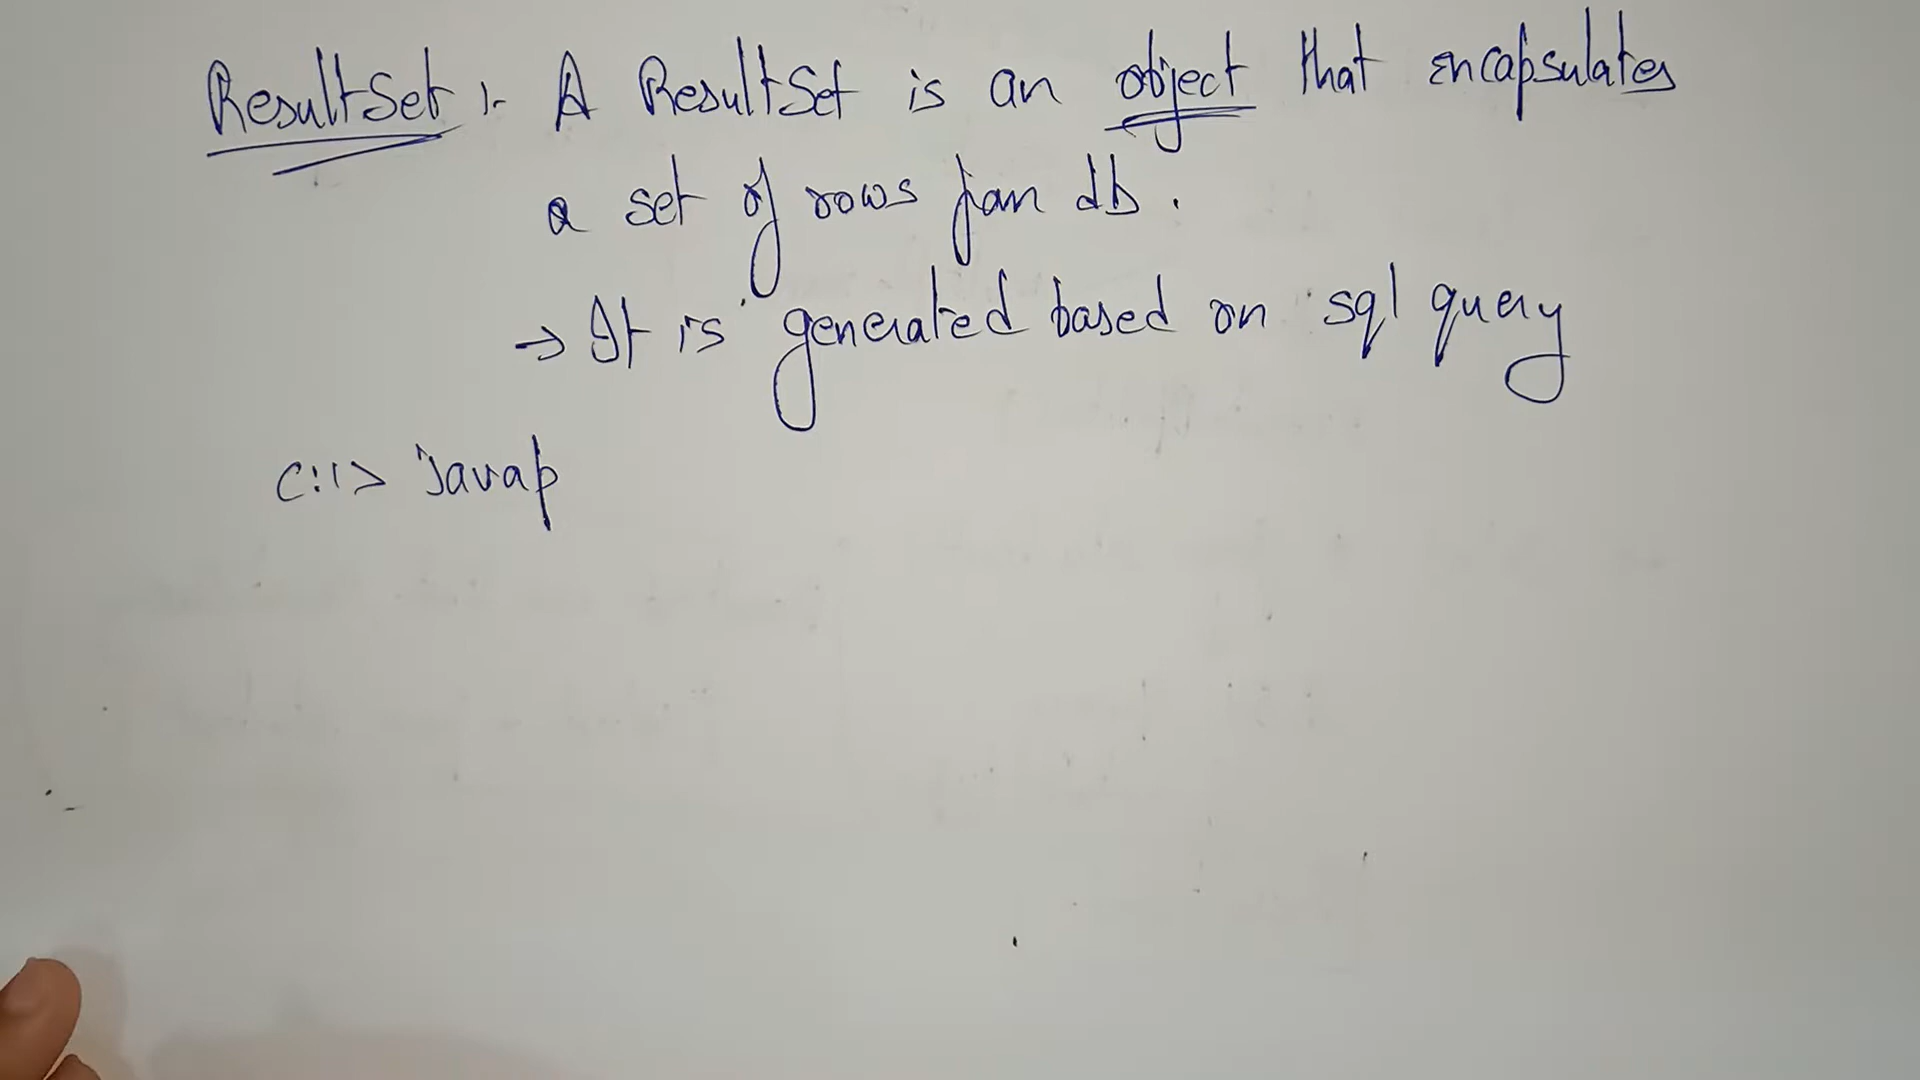 ResultSet :- A ResultSet is an object that encapsulates
a set of rows from db.
→ It is generated based on sql query
C:\> Javap